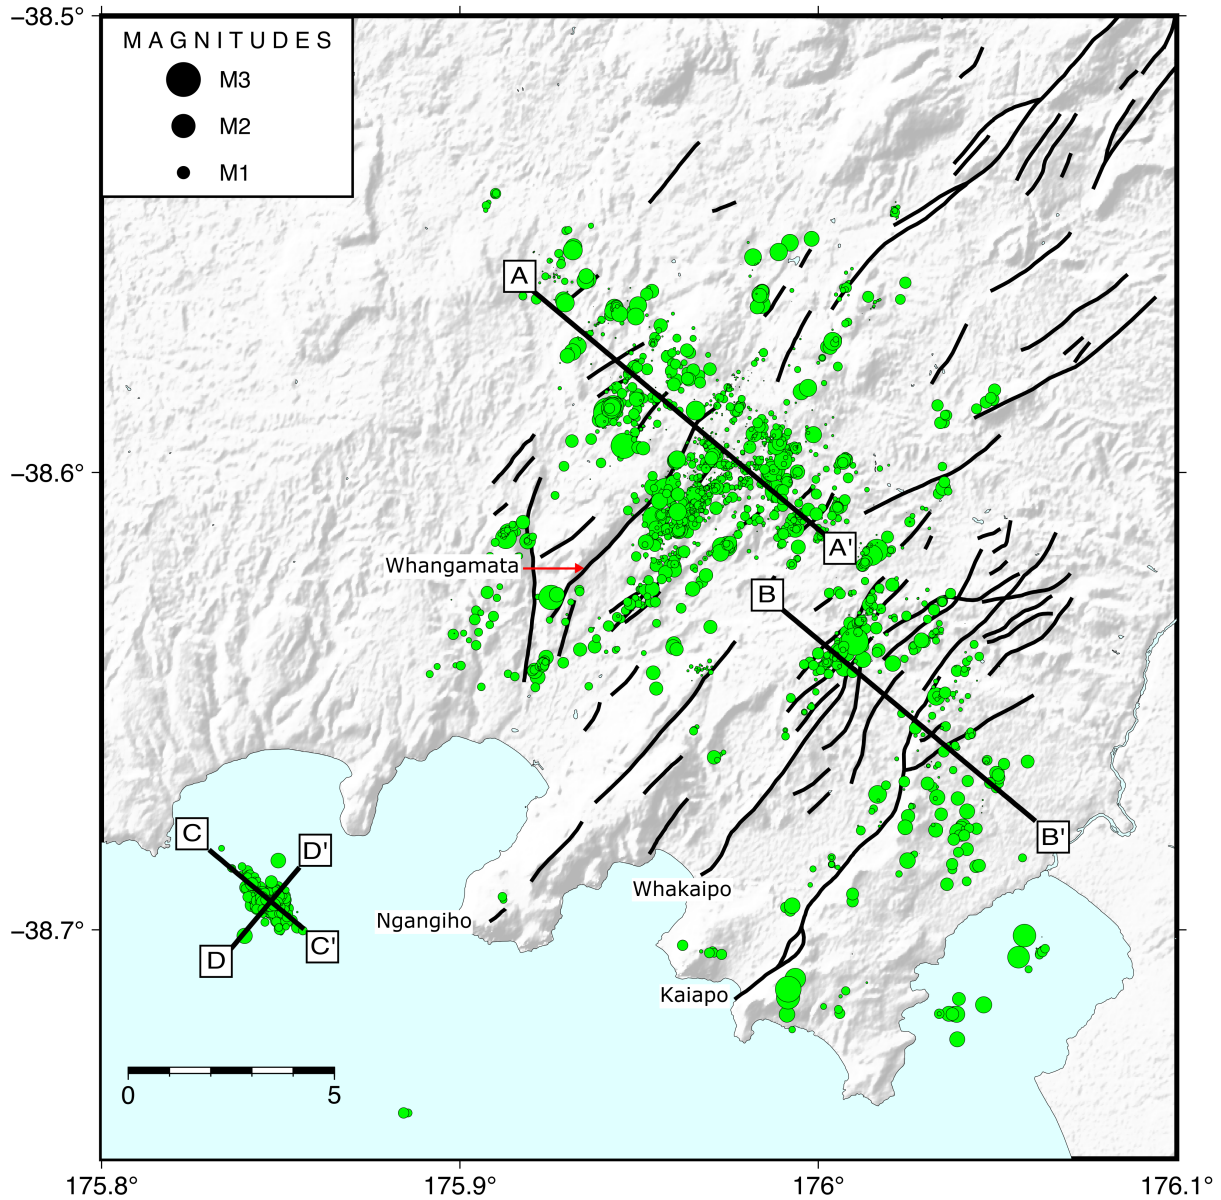 −38.5°
MAGNITUDES
M3
M2
M1
A
−38.6°
A'
Whangamata
B
C
D'
B'
Whakaipo
Ngangiho
−38.7°
C'
D
Kaiapo
0 5
175.8° 175.9° 176° 176.1°